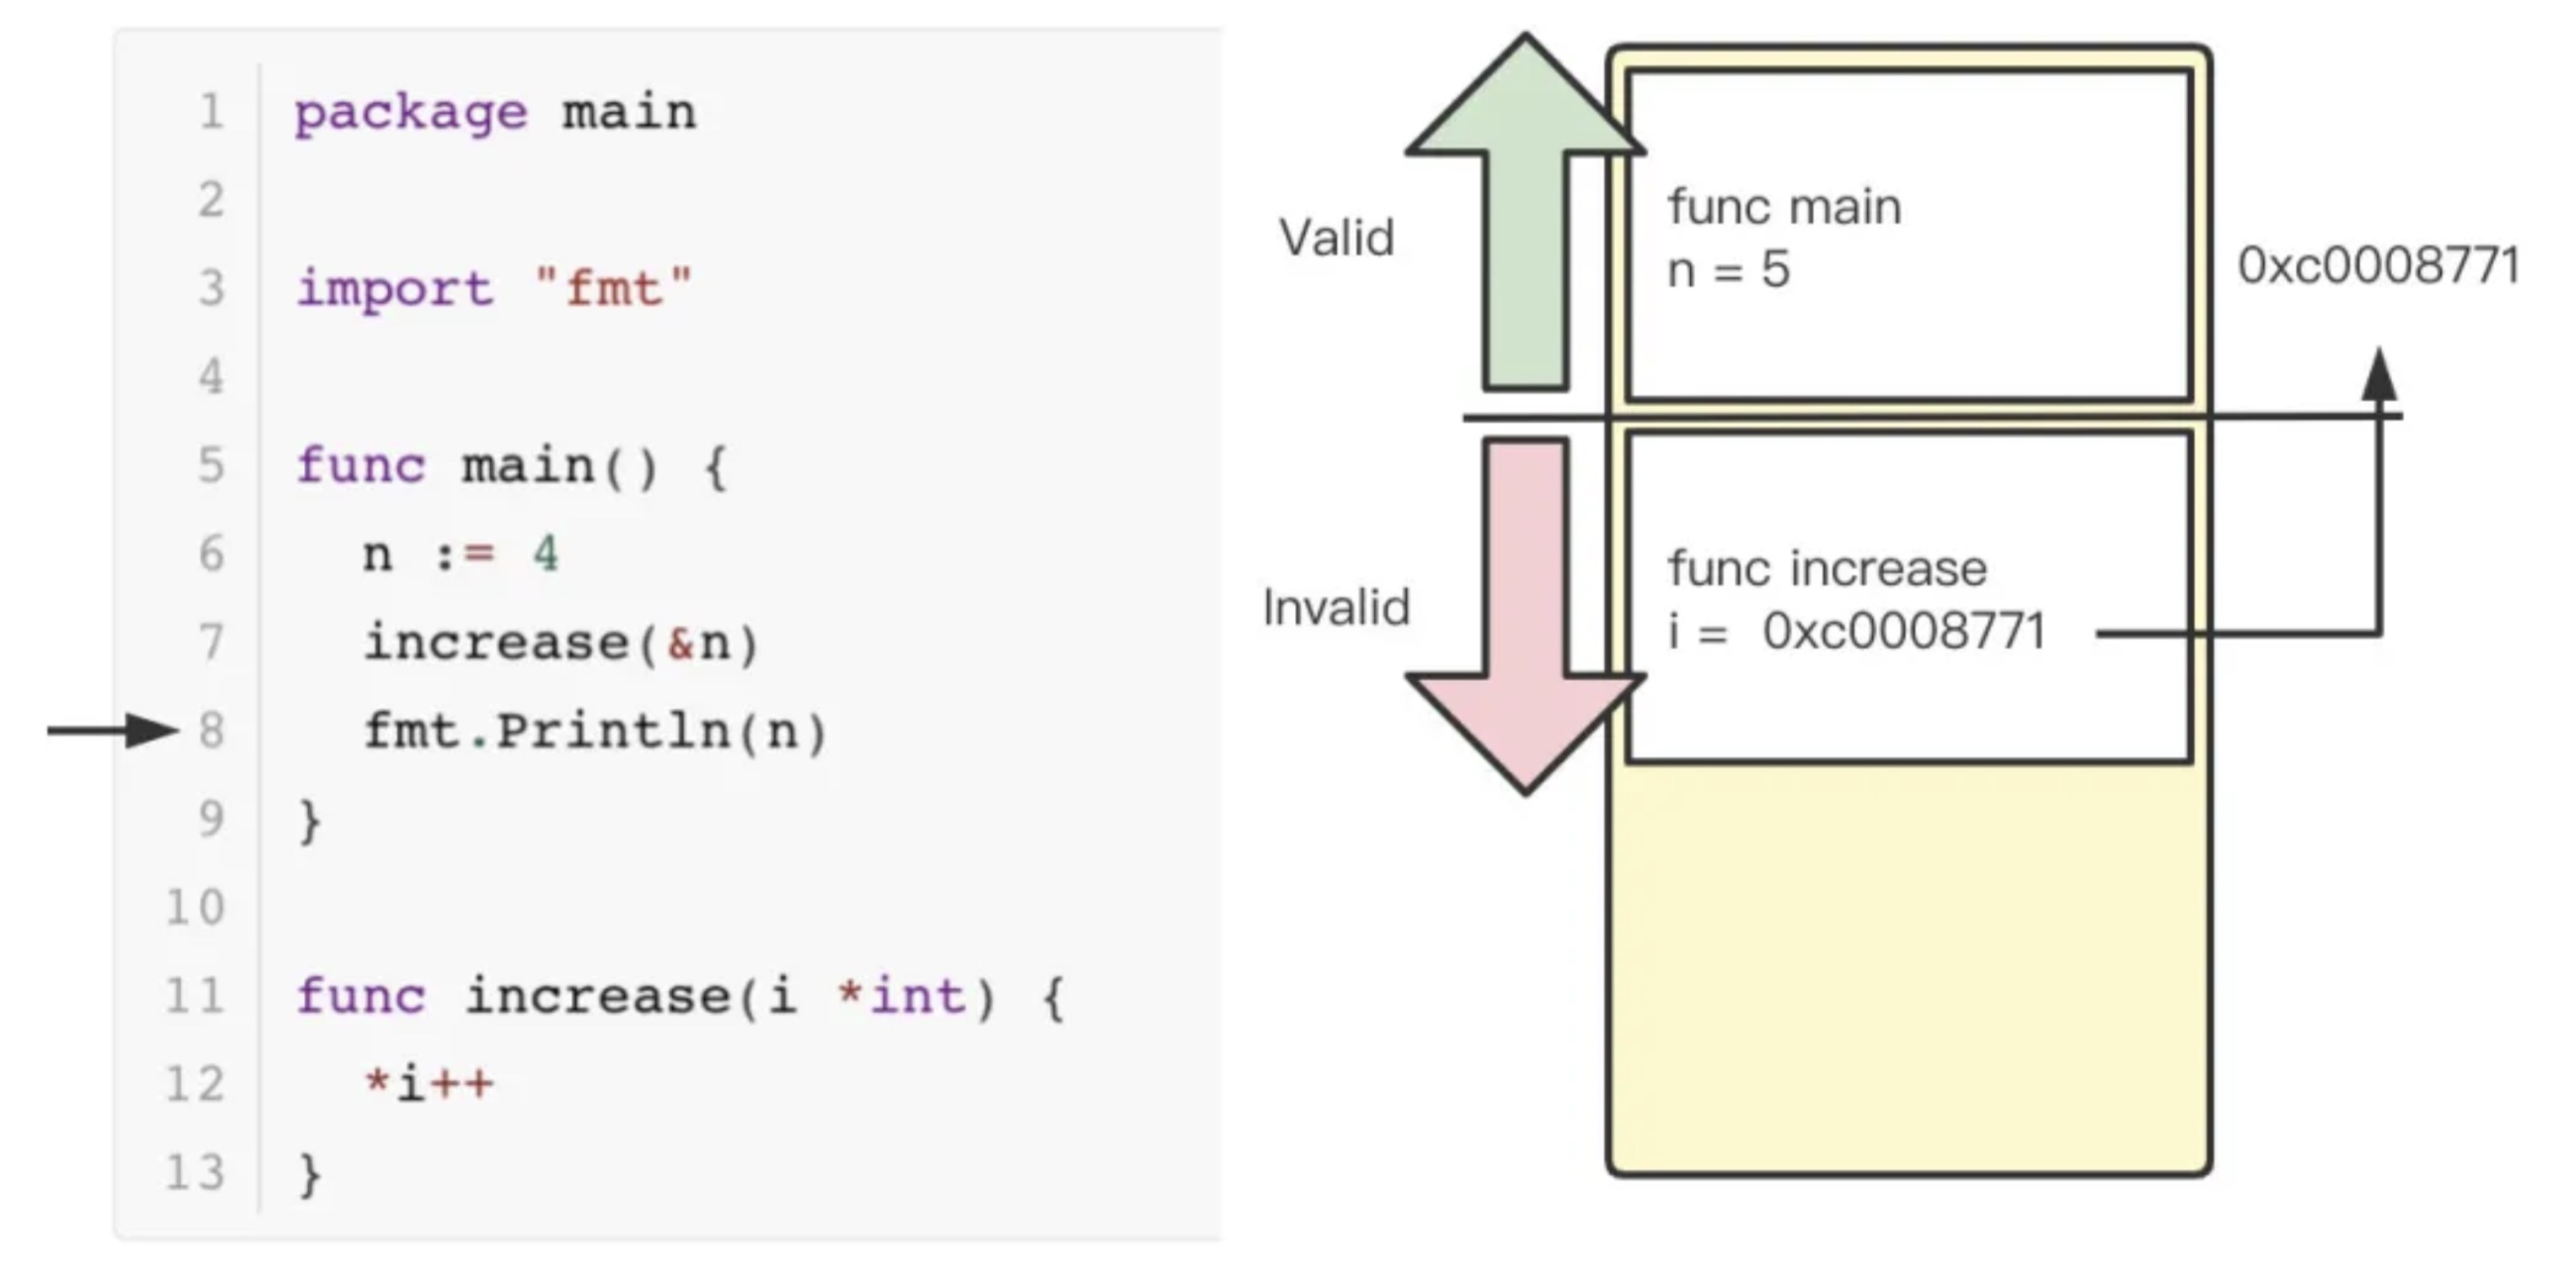 1 package main
2
3 import "fmt"
4
5 func main() {
6 n := 4
7 increase(&n)
8 fmt.Println(n)
9 }
10
11 func increase(i *int) {
12 *i++
13 }
Valid
func main
n = 5
0xc0008771
Invalid
func increase
i = 0xc0008771